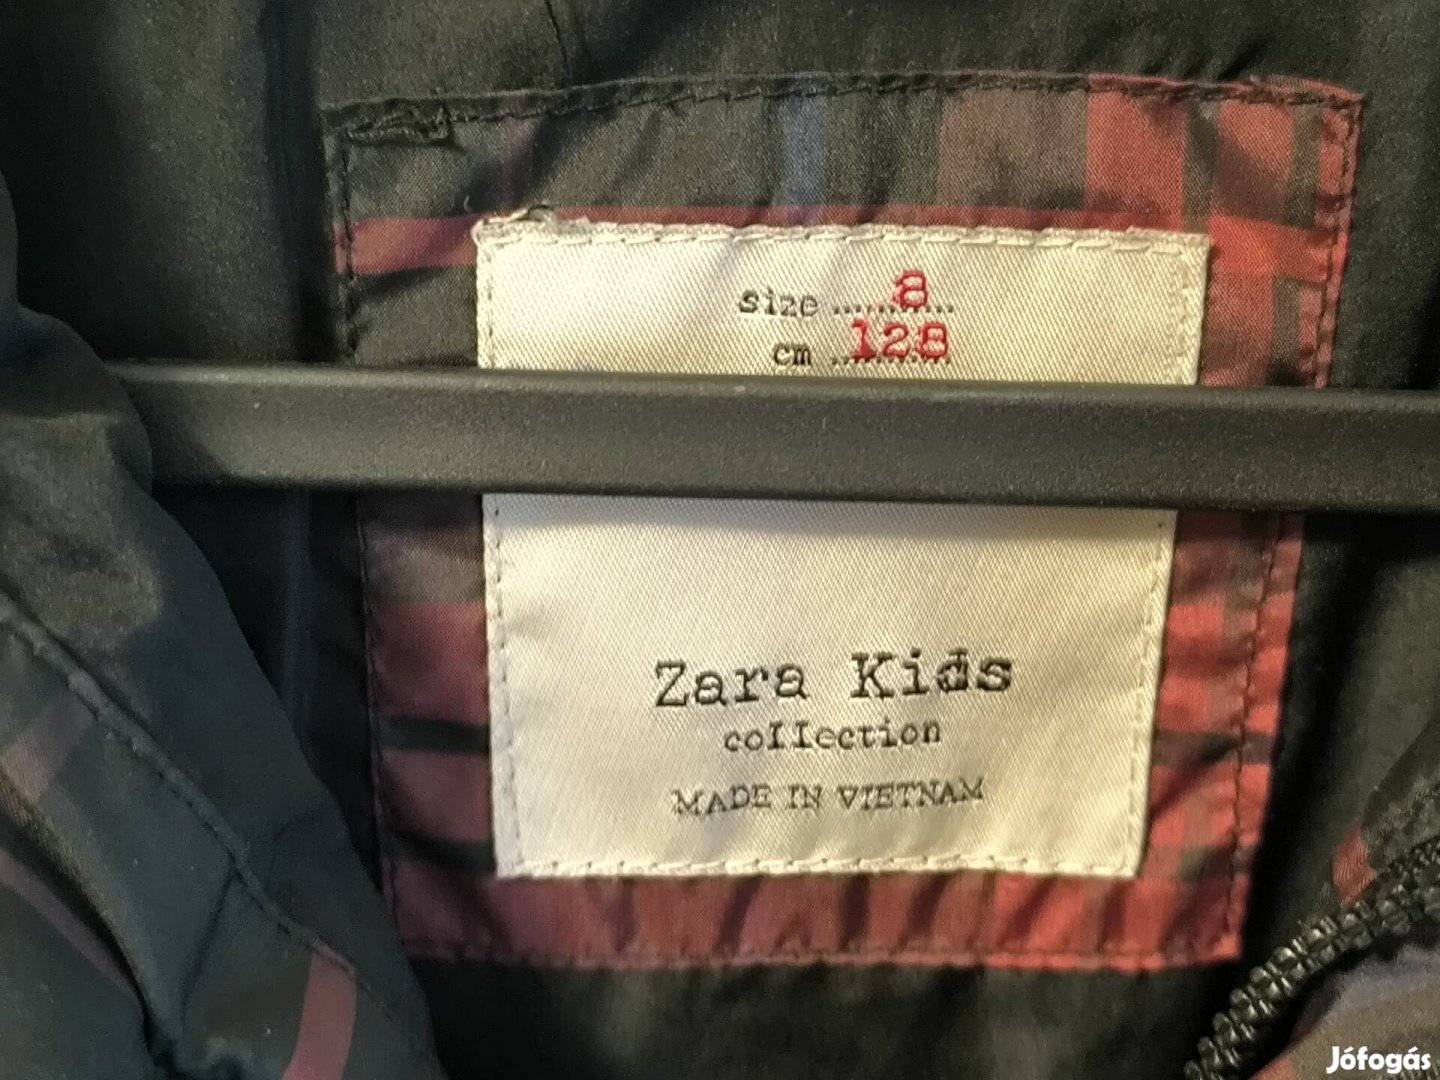 size ............ 8
cm ............ 128
Zara Kids
collection
MADE IN VIETNAM
Jófogás